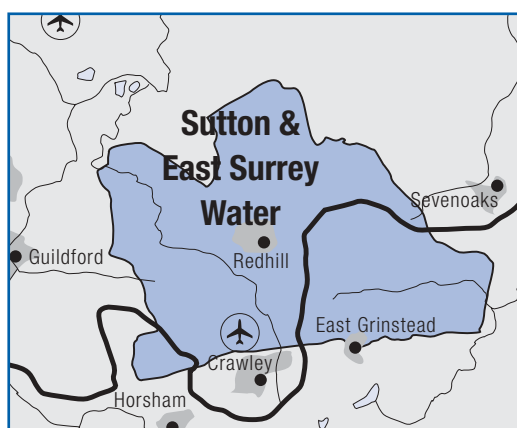 Sutton &
East Surrey
Water
Sevenoaks
Guildford
Redhill
East Grinstead
Crawley
Horsham